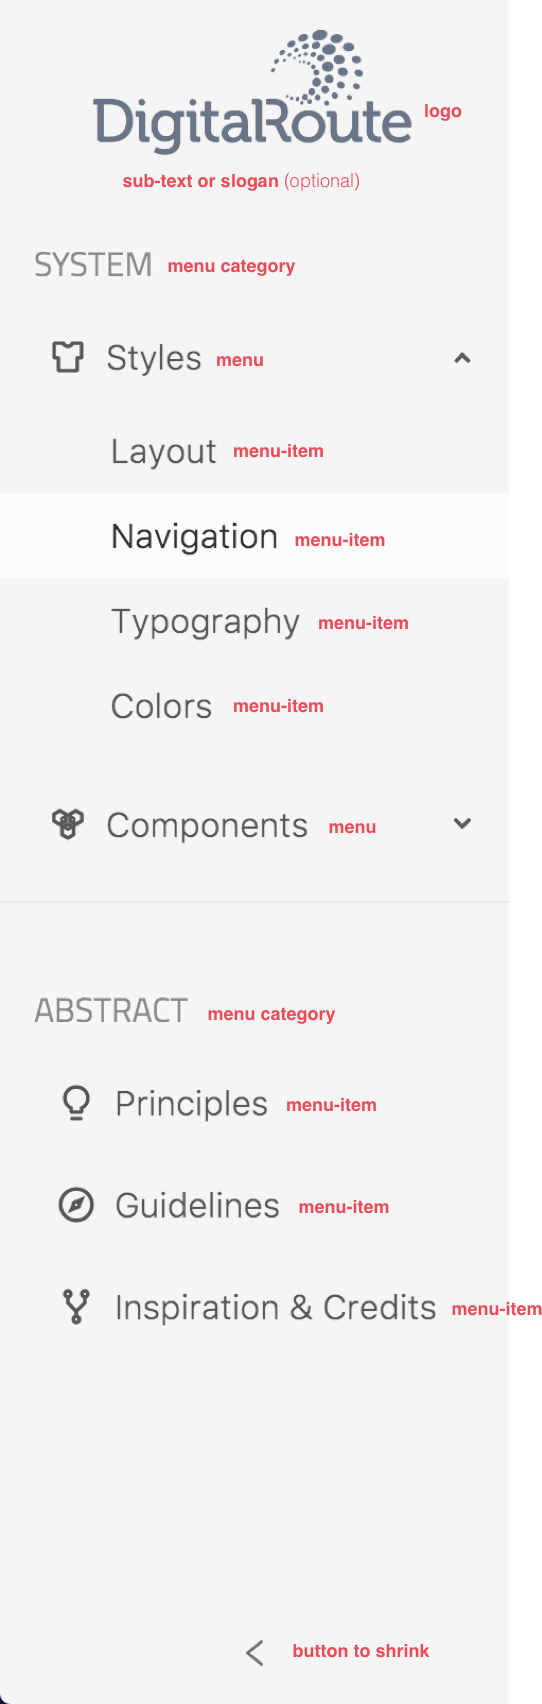 DigitalRoute logo
sub-text or slogan (optional)
SYSTEM menu category
Styles menu
Layout menu-item
Navigation menu-item
Typography menu-item
Colors menu-item
Components menu
ABSTRACT menu category
Principles menu-item
Guidelines menu-item
Inspiration & Credits menu-item
button to shrink